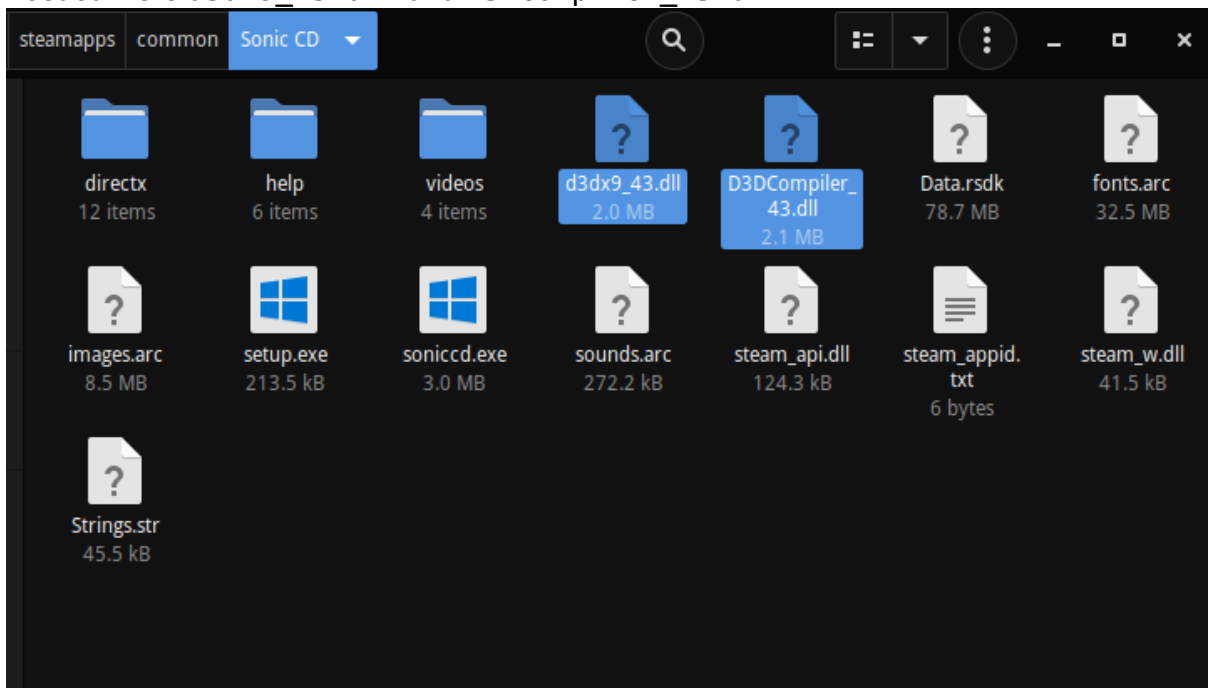 steamapps common Sonic CD
directx help videos d3dx9_43.dll D3DCompiler_ Data.rsdk fonts.arc
12 items 6 items 4 items 2.0 MB 43.dll 78.7 MB 32.5 MB
2.1 MB
images.arc setup.exe soniccd.exe sounds.arc steam_api.dll steam_appid. steam_w.dll
8.5 MB 213.5 kB 3.0 MB 272.2 kB 124.3 kB txt 41.5 kB
6 bytes
Strings.str
45.5 kB